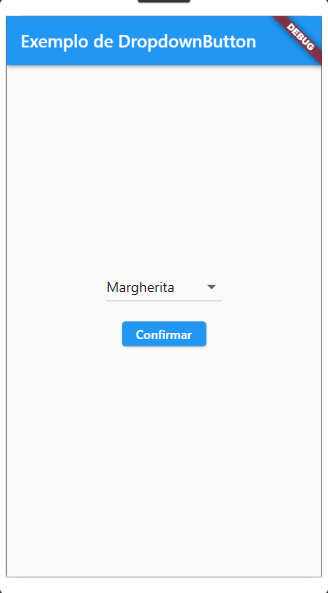 Exemplo de DropdownButton
DEBUG
Margherita
Confirmar